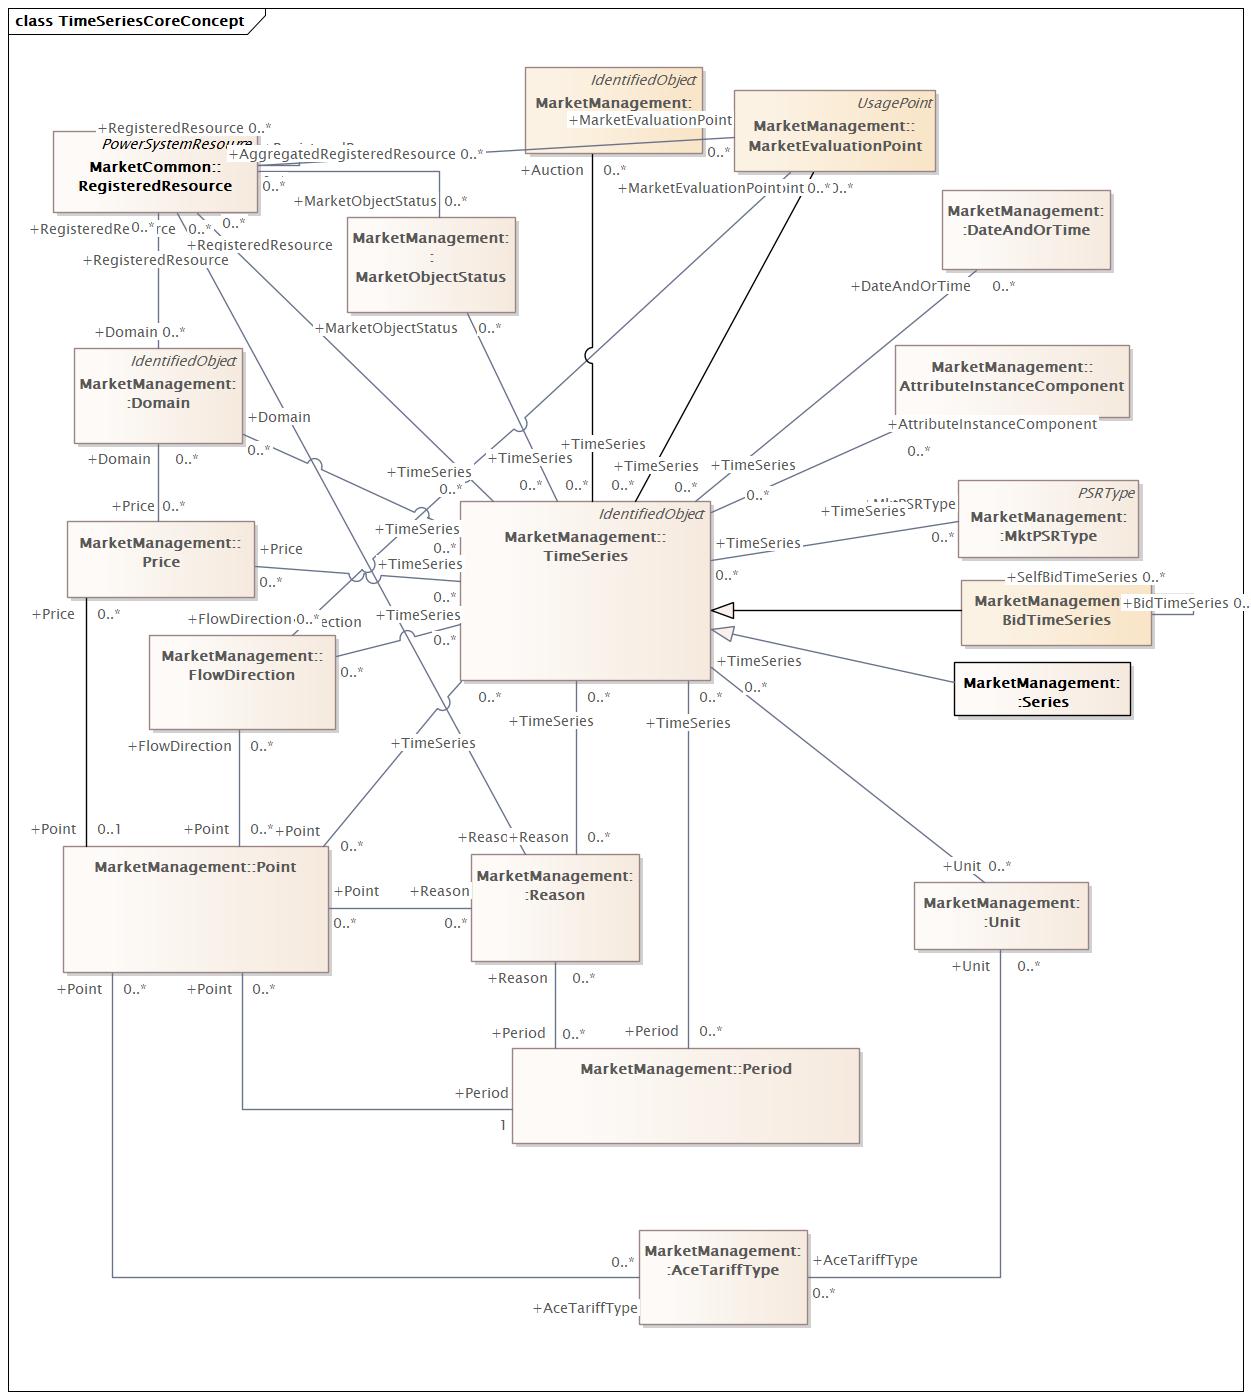 class TimeSeriesCoreConcept
IdentifiedObject
MarketManagement:
+MarketEvaluationPoint
0..*
+Auction
0..*
UsagePoint
MarketManagement::
MarketEvaluationPoint
+MarketEvaluationPoint
0..*
0..*
+RegisteredResource 0..*
PowerSystemResource
MarketCommon::
RegisteredResource
+AggregatedRegisteredResource 0..*
0..*
+MarketObjectStatus
0..*
MarketManagement:
:
MarketObjectStatus
+MarketObjectStatus
0..*
MarketManagement:
:DateAndOrTime
+DateAndOrTime
0..*
0..*
0..*
0..*
+RegisteredResource
+RegisteredResource
+Domain 0..*
IdentifiedObject
MarketManagement:
:Domain
+Domain
0..*
+Domain
0..*
MarketManagement::
AttributeInstanceComponent
+AttributeInstanceComponent
0..*
+TimeSeries
+TimeSeries
+TimeSeries
+TimeSeries
+TimeSeries
0..*
0..*
0..*
0..*
0..*
0..*
+Price
0..*
MarketManagement::
Price
+Price
0..*
+Price
0..*
IdentifiedObject
MarketManagement::
TimeSeries
+TimeSeries
0..*
+TimeSeries
0..*
+TimeSeries
0..*
+TimeSeries
+TimeSeries
0..*
PSRType
MarketManagement:
:MktPSRType
0..*
+SelfBidTimeSeries 0..*
MarketManagemen
BidTimeSeries
+BidTimeSeries 0..
MarketManagement:
:Series
+FlowDirection
0..*
MarketManagement::
FlowDirection
0..*
+FlowDirection
0..*
+TimeSeries
0..*
0..*
+TimeSeries
0..*
+TimeSeries
0..*
+TimeSeries
0..*
+TimeSeries
+Point
0..1
+Point
0..*
+Point
0..*
MarketManagement::Point
+Point
0..*
+Reason
0..*
+Reason
0..*
MarketManagement:
:Reason
+Reason
0..*
+Unit 0..*
MarketManagement:
:Unit
+Unit
0..*
+Point
0..*
+Point
0..*
+Period
0..*
+Period
0..*
MarketManagement::Period
+Period
1
MarketManagement:
:AceTariffType
0..*
+AceTariffType
+AceTariffType
0..*